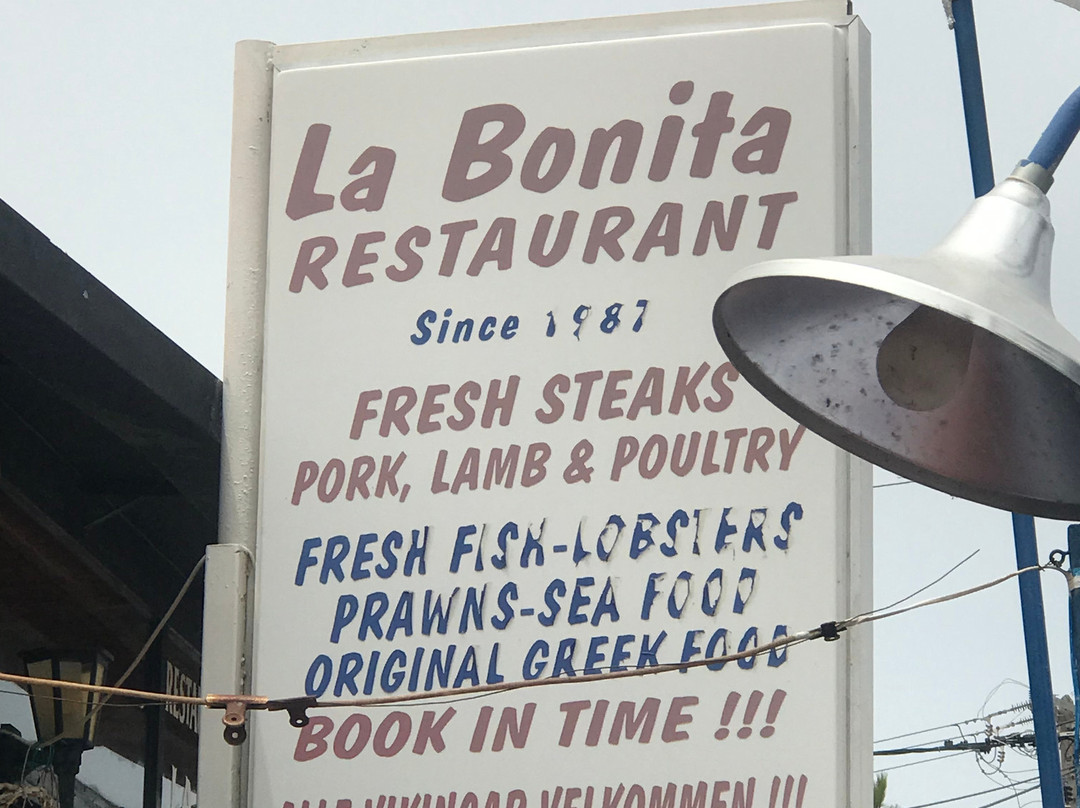 La Bonita
RESTAURANT
Since 1987
FRESH STEAKS
PORK, LAMB & POULTRY
FRESH FISH-LOBSTERS
PRAWNS-SEA FOOD
ORIGINAL GREEK FOOD
BOOK IN TIME !!!
VELKOMMEN !!!